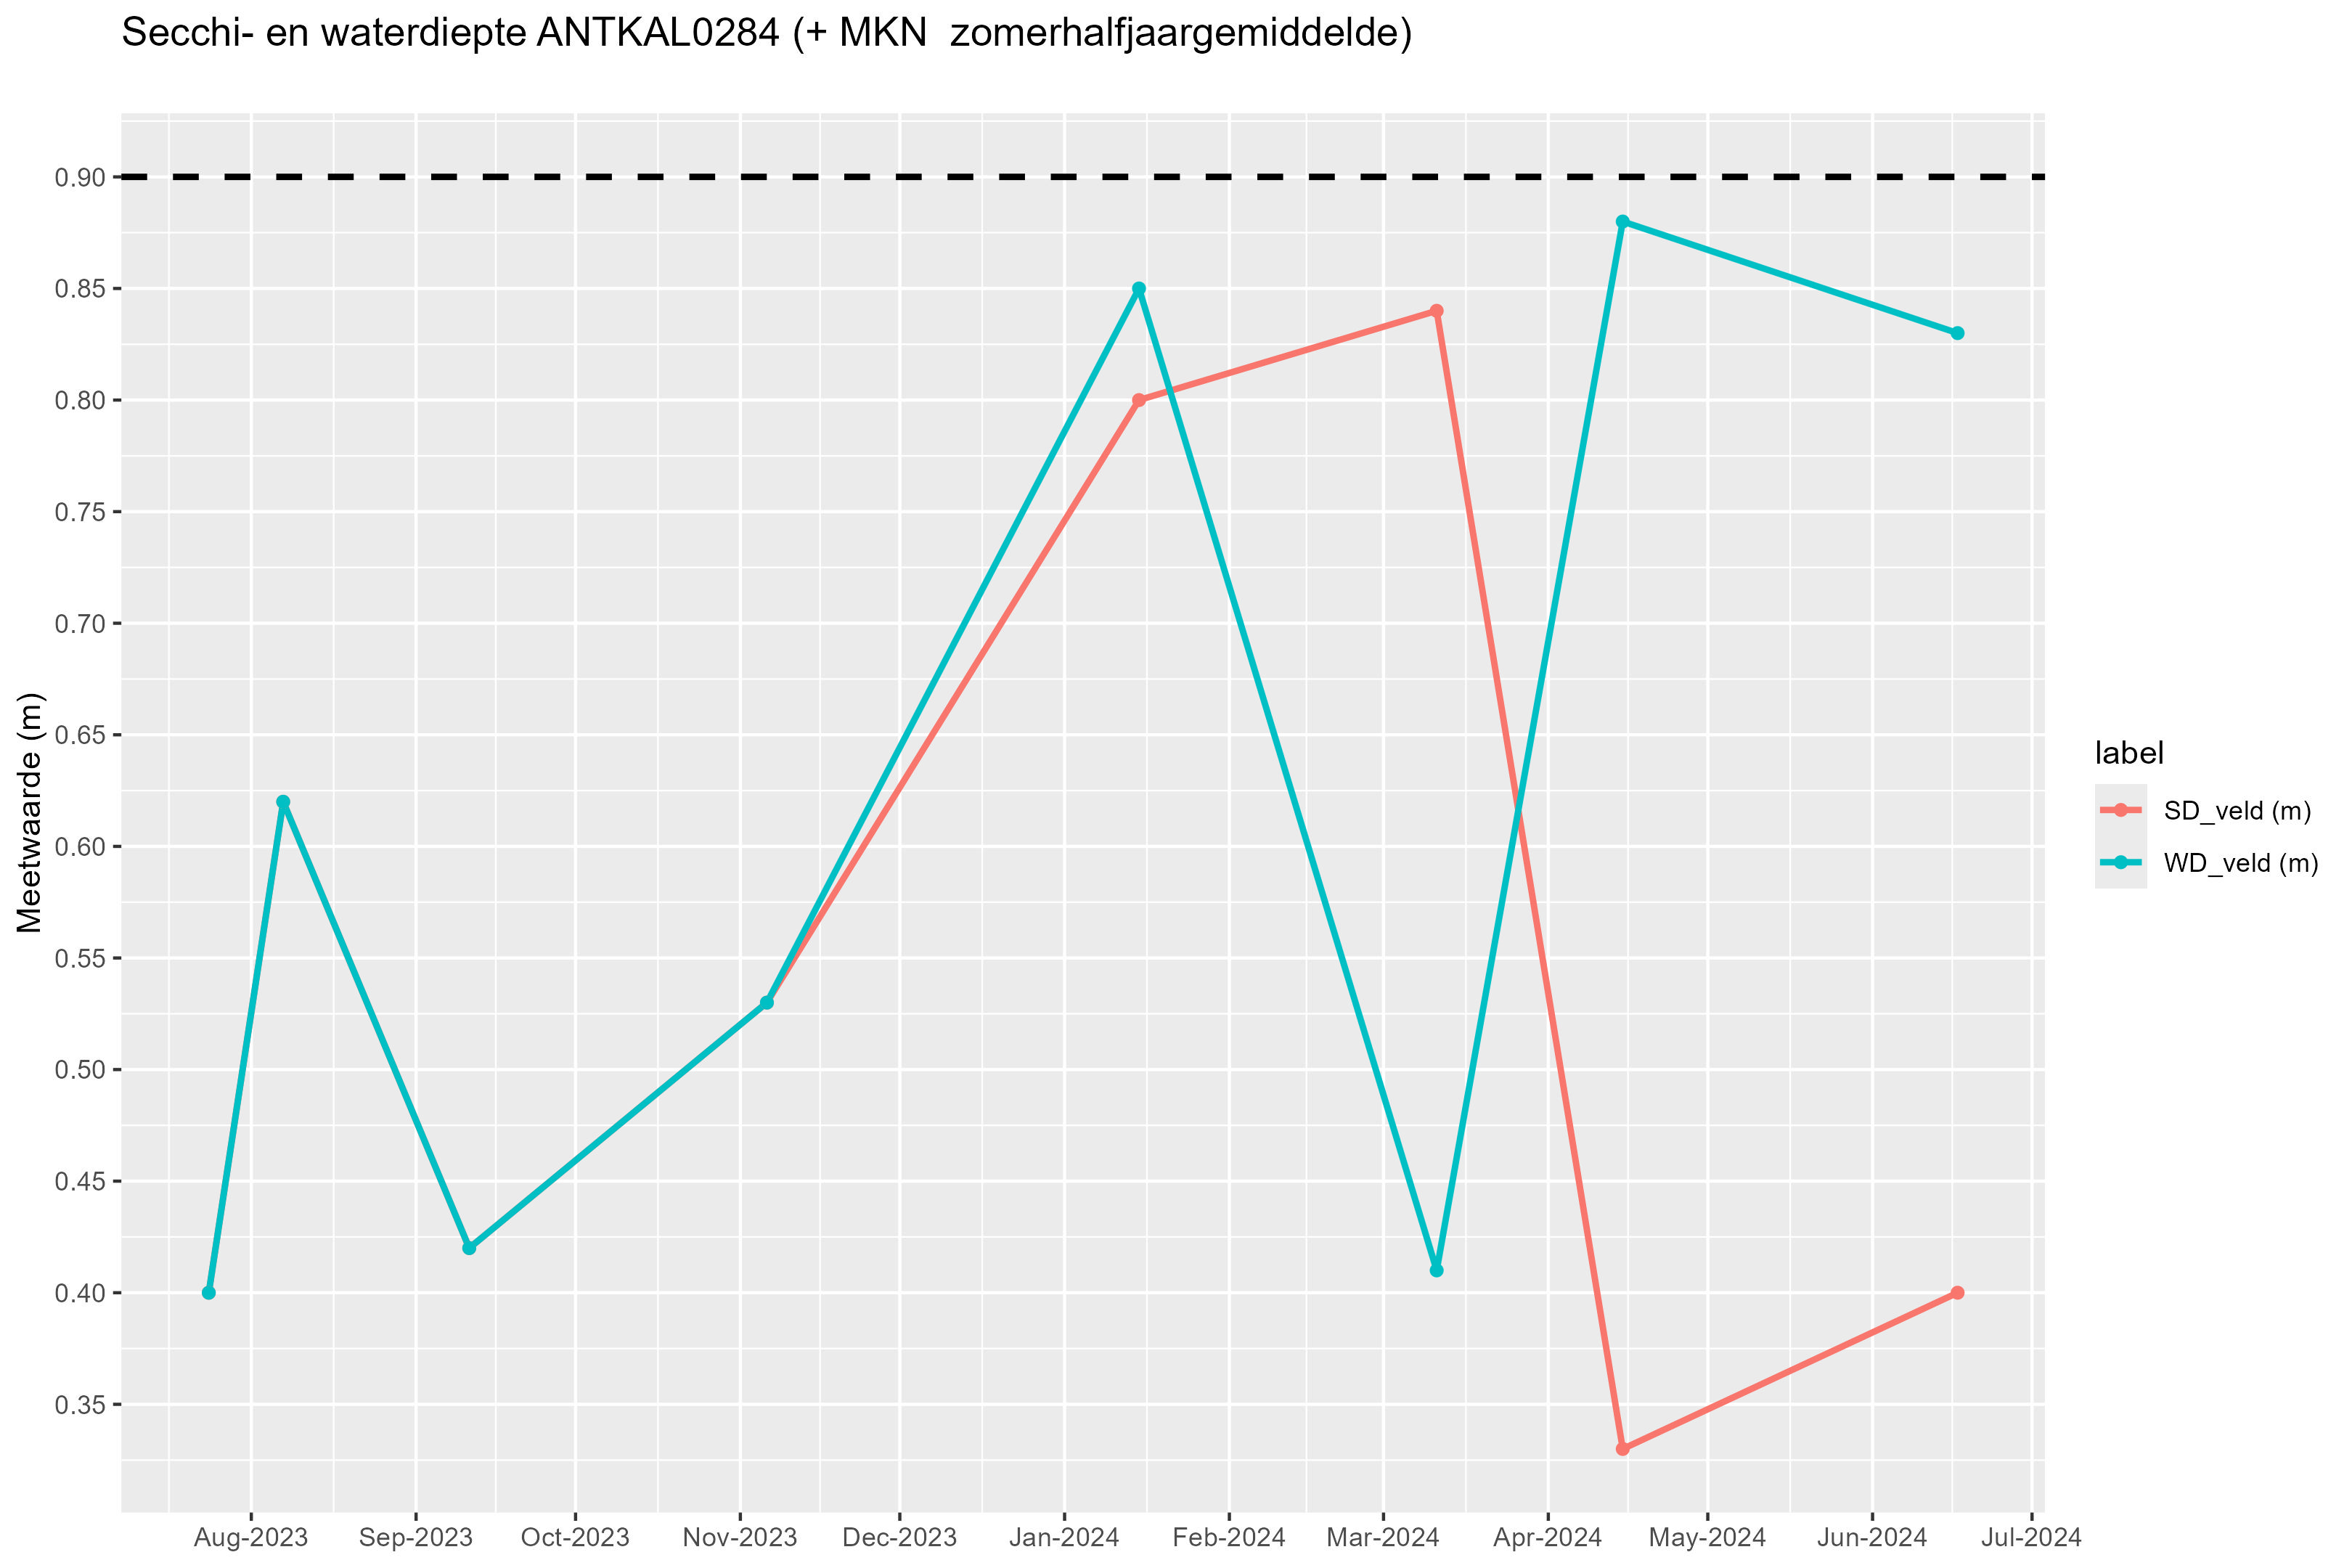 Secchi- en waterdiepte ANTKAL0284 (+ MKN  zomerhalfjaargemiddelde)
Meetwaarde (m)
0.90
0.85
0.80
0.75
0.70
0.65
0.60
0.55
0.50
0.45
0.40
0.35
Aug-2023 Sep-2023 Oct-2023 Nov-2023 Dec-2023 Jan-2024 Feb-2024 Mar-2024 Apr-2024 May-2024 Jun-2024 Jul-2024
label
SD_veld (m)
WD_veld (m)